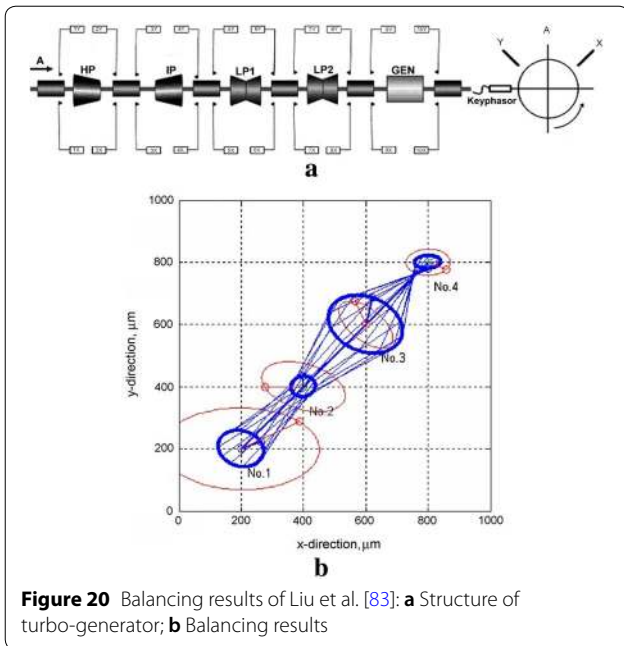 A
HP
IP
LP1
LP2
GEN
Keyphasor
Y
A
X
a
1000
800
600
400
200
0
y-direction, μm
No.4
No.3
No.2
No.1
0
200
400
600
800
1000
x-direction, μm
b
Figure 20 Balancing results of Liu et al. [83]: a Structure of
turbo-generator; b Balancing results